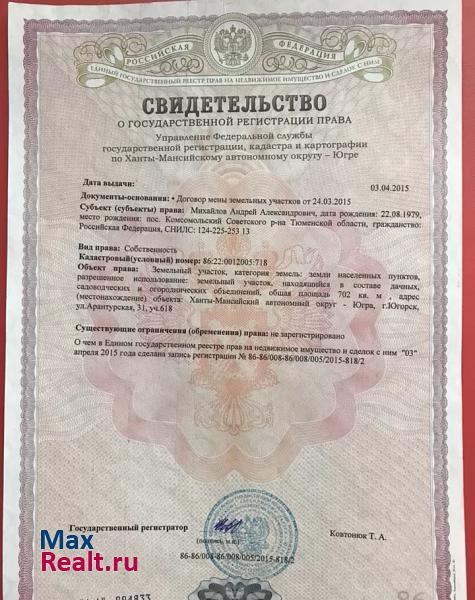 РОССИЙСКАЯ ФЕДЕРАЦИЯ
ЕДИНЫЙ ГОСУДАРСТВЕННЫЙ РЕЕСТР ПРАВ НА НЕДВИЖИМОЕ ИМУЩЕСТВО И СДЕЛОК С НИМ
СВИДЕТЕЛЬСТВО
О ГОСУДАРСТВЕННОЙ РЕГИСТРАЦИИ ПРАВА
Управление Федеральной службы
государственной регистрации, кадастра и картографии
по Ханты-Мансийскому автономному округу – Югре
Дата выдачи: 03.04.2015
Документы-основания: • Договор мены земельных участков от 24.03.2015
Субъект (субъекты) права: Михайлов Андрей Александрович, дата рождения: 22.08.1979,
место рождения: пос. Комсомольский Советского р-на Тюменской области, гражданство:
Российская Федерация, СНИЛС: 124-225-253 13
Вид права: Собственность
Кадастровый(условный) номер: 86:22:0012005:718
Объект права: Земельный участок, категория земель: земли населенных пунктов,
разрешенное использование: земельный участок, находящийся в составе дачных,
садоводческих и огороднических объединений, общая площадь 702 кв. м , адрес
(местонахождение) объекта: Ханты-Мансийский автономный округ - Югра, г.Югорск,
ул.Арантурская, 31, уч.618
Существующие ограничения (обременения) права: не зарегистрировано
О чем в Едином государственном реестре прав на недвижимое имущество и сделок с ним "03"
апреля 2015 года сделана запись регистрации № 86-86/008-86/008/005/2015-818/2
Государственный регистратор Ковтонюк Т. А.
(подпись, м.п.)
86-86/008-86/008/005/2015-818/2
Max
Realt.ru